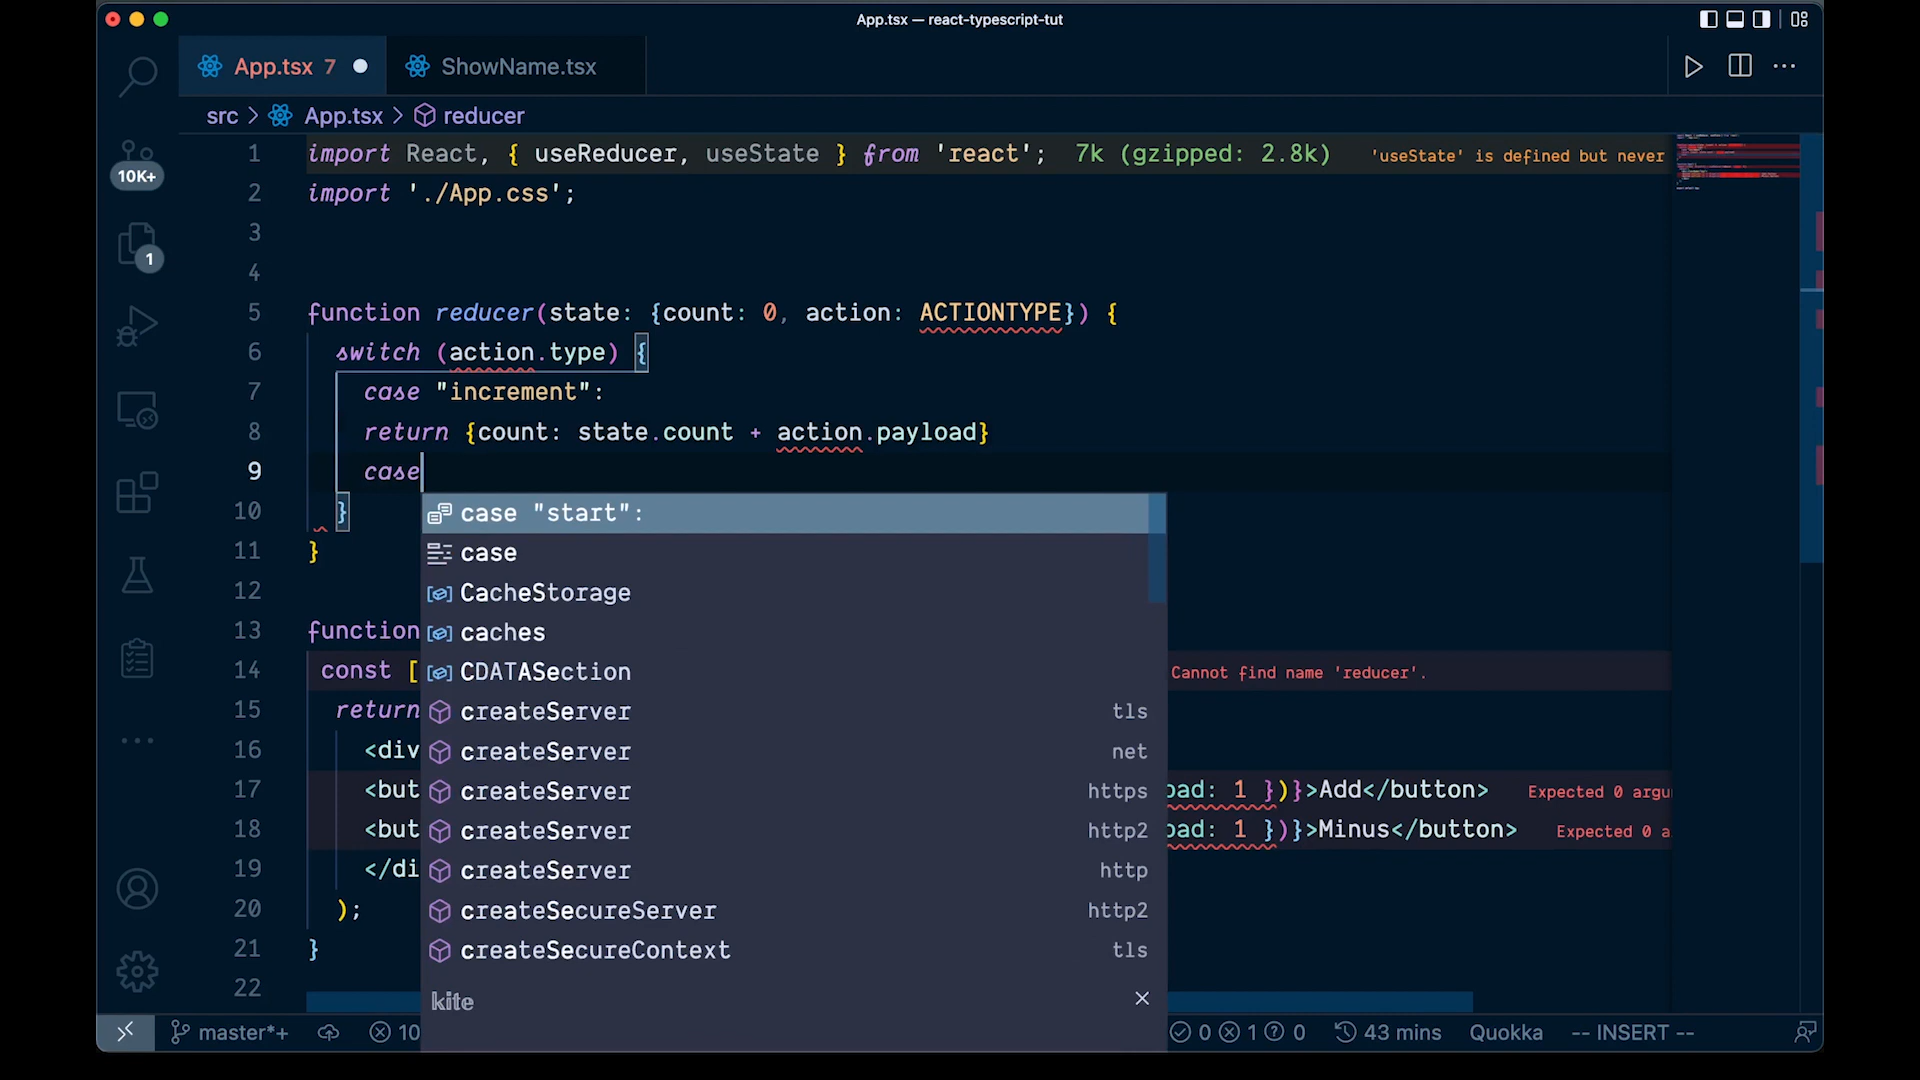 App.tsx — react-typescript-tut
App.tsx 7
ShowName.tsx
src > App.tsx > reducer
10K+
1
1 import React, { useReducer, useState } from 'react'; 7k (gzipped: 2.8k) 'useState' is defined but never
2 import './App.css';
3
4
5 function reducer(state: {count: 0, action: ACTIONTYPE}) {
6 switch (action.type) {
7 case "increment":
8 return {count: state.count + action.payload}
9 case
10 }
11 }
12
13 function
14 const [ Cannot find name 'reducer'.
15 return
16 <div
17 <but oad: 1 })}>Add</button> Expected 0 argu
18 <but oad: 1 })}>Minus</button> Expected 0 a
19 </di
20 );
21 }
22
case "start":
case
CacheStorage
caches
CDATASection
createServer tls
createServer net
createServer https
createServer http2
createServer http
createSecureServer http2
createSecureContext tls
kite
master*+ 10 0 1 0 43 mins Quokka -- INSERT --